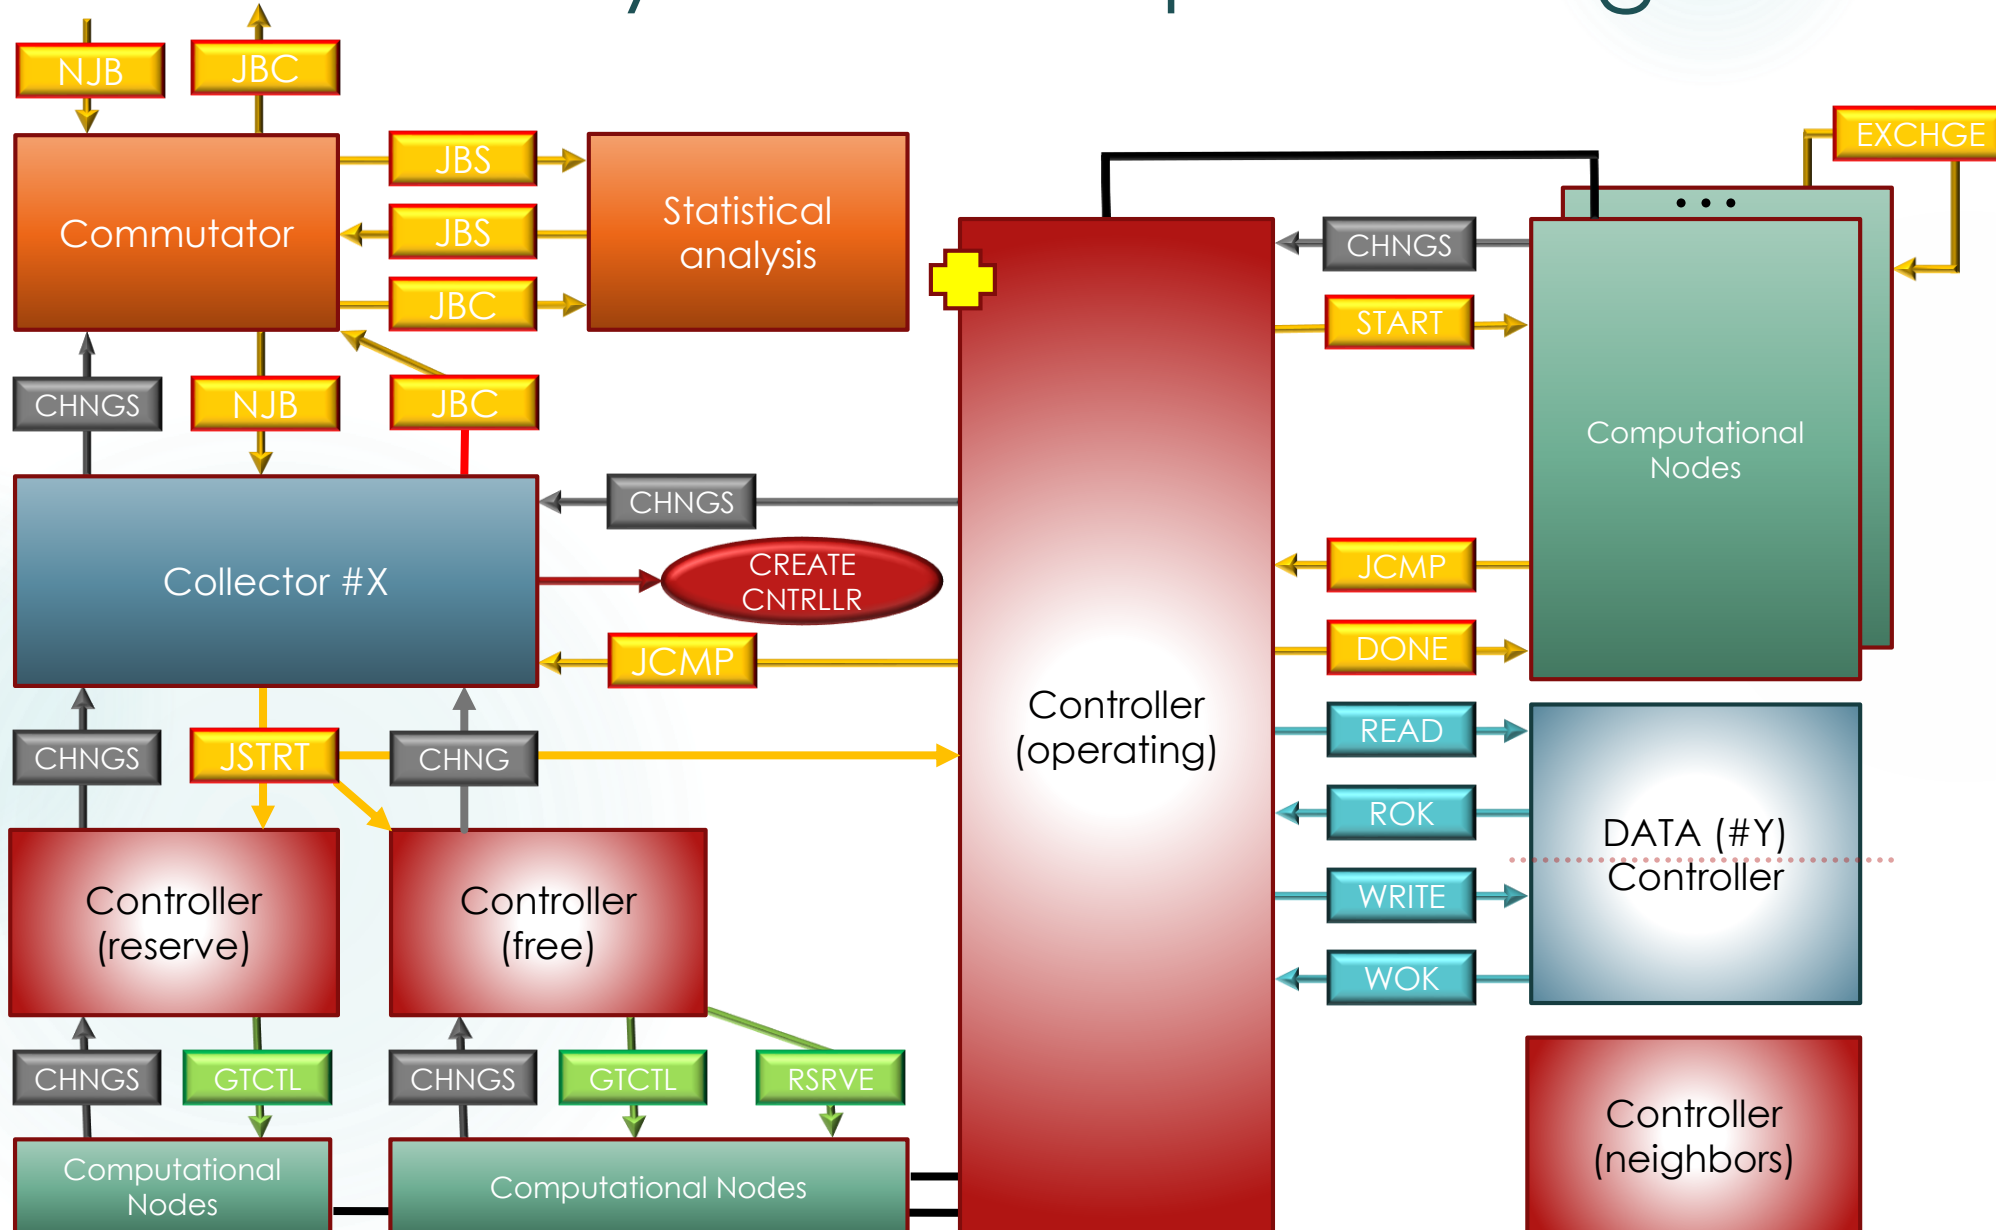 NJB
JBC
EXCHGE
JBS
Commutator
Statistical
analysis
JBS
JBC
...
CHNGS
START
CHNGS
NJB
JBC
Computational
Nodes
CHNGS
Collector #X
CREATE
CNTRLLR
JCMP
JCMP
DONE
Controller
(operating)
CHNGS
JSTRT
CHNG
READ
ROK
DATA (#Y)
Controller
WRITE
WOK
Controller
(reserve)
Controller
(free)
CHNGS
GTCTL
CHNGS
GTCTL
RSRVE
Controller
(neighbors)
Computational
Nodes
Computational Nodes